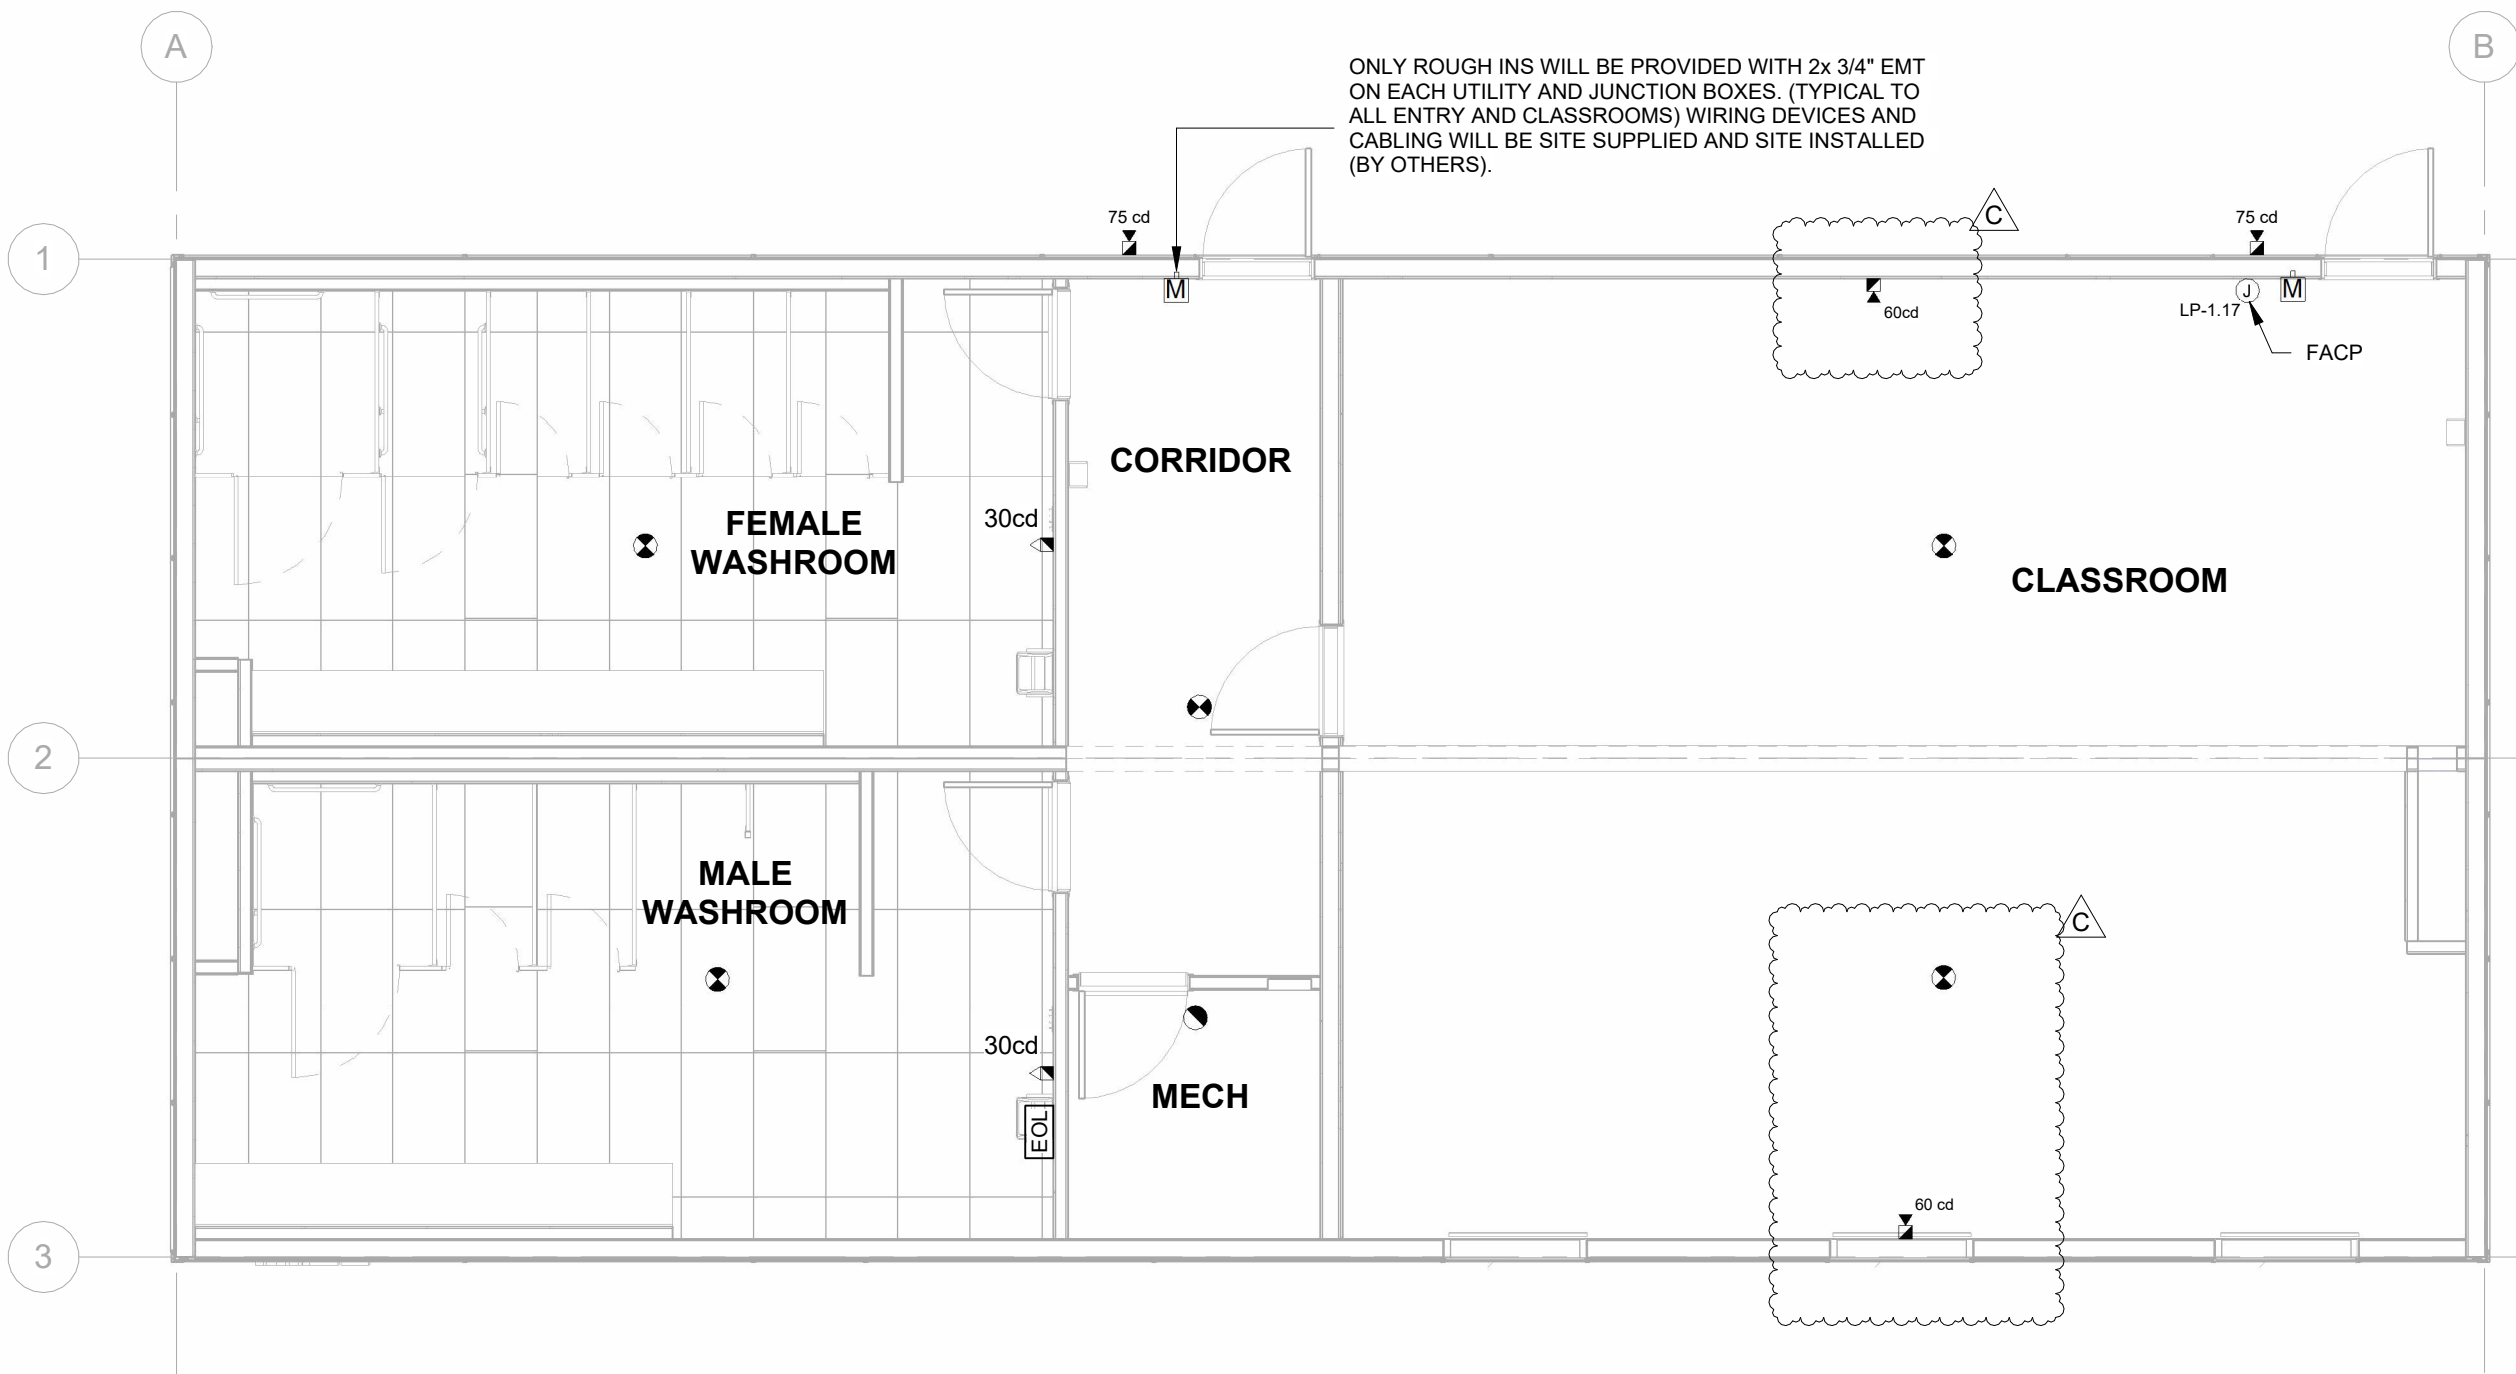 A
B
ONLY ROUGH INS WILL BE PROVIDED WITH 2x 3/4" EMT
ON EACH UTILITY AND JUNCTION BOXES. (TYPICAL TO
ALL ENTRY AND CLASSROOMS) WIRING DEVICES AND
CABLING WILL BE SITE SUPPLIED AND SITE INSTALLED
(BY OTHERS).
75 cd
C
75 cd
1
M
60cd
J
M
LP-1.17
FACP
CORRIDOR
30cd
FEMALE
WASHROOM
CLASSROOM
2
MALE
WASHROOM
C
30cd
MECH
EOL
60 cd
3